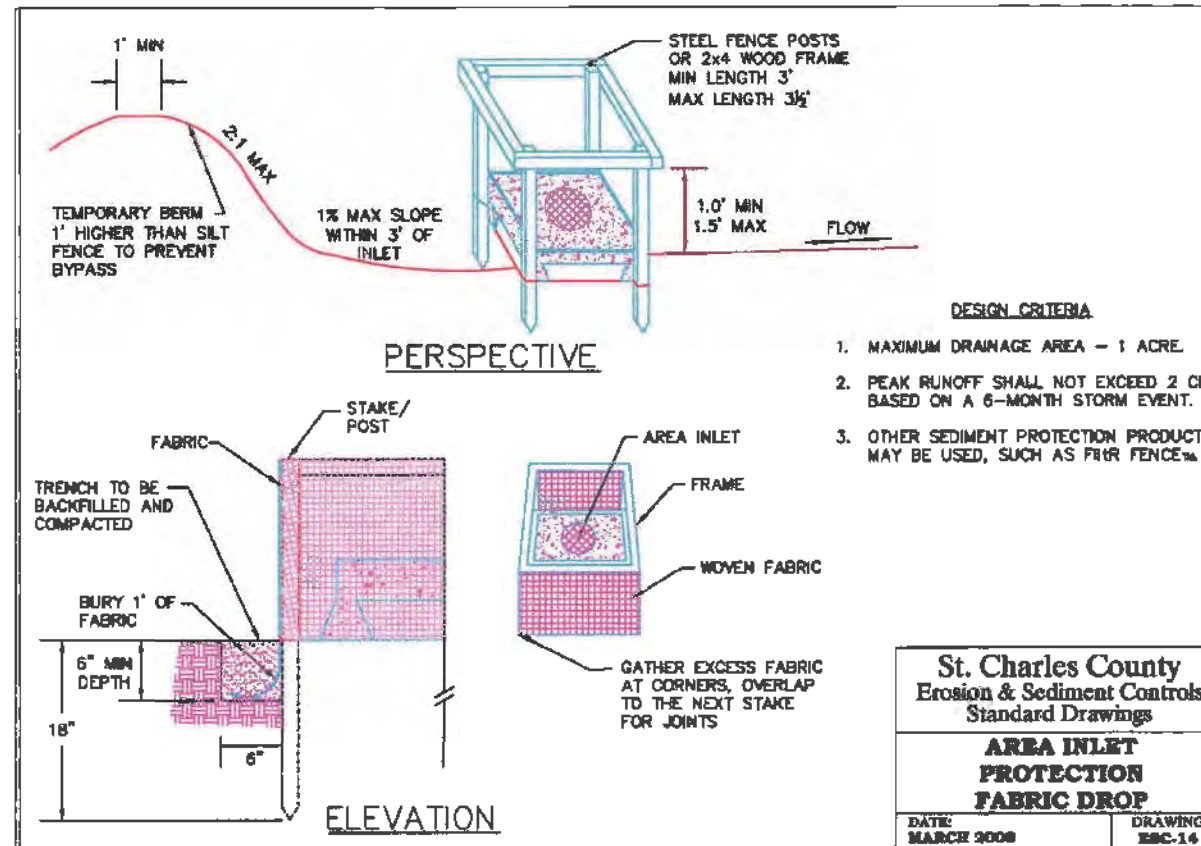 1' MIN
2:1 MAX
TEMPORARY BERM
1' HIGHER THAN SILT
FENCE TO PREVENT
BYPASS
1% MAX SLOPE
WITHIN 3' OF
INLET
STEEL FENCE POSTS
OR 2x4 WOOD FRAME
MIN LENGTH 3'
MAX LENGTH 3½'
1.0' MIN
1.5' MAX
FLOW
PERSPECTIVE
DESIGN CRITERIA
1. MAXIMUM DRAINAGE AREA – 1 ACRE.
2. PEAK RUNOFF SHALL NOT EXCEED 2
BASED ON A 6-MONTH STORM EVENT.
3. OTHER SEDIMENT PROTECTION PRODUCT
MAY BE USED, SUCH AS FENCE™
STAKE/
POST
FABRIC
TRENCH TO BE
BACKFILLED AND
COMPACTED
BURY 1' OF
FABRIC
6" MIN
DEPTH
18"
6"
ELEVATION
AREA INLET
FRAME
WOVEN FABRIC
GATHER EXCESS FABRIC
AT CORNERS, OVERLAP
TO THE NEXT STAKE
FOR JOINTS
St. Charles County
Erosion & Sediment Controls
Standard Drawings
AREA INLET
PROTECTION
FABRIC DROP
DATE:
MARCH
DRAWING
ESC-14